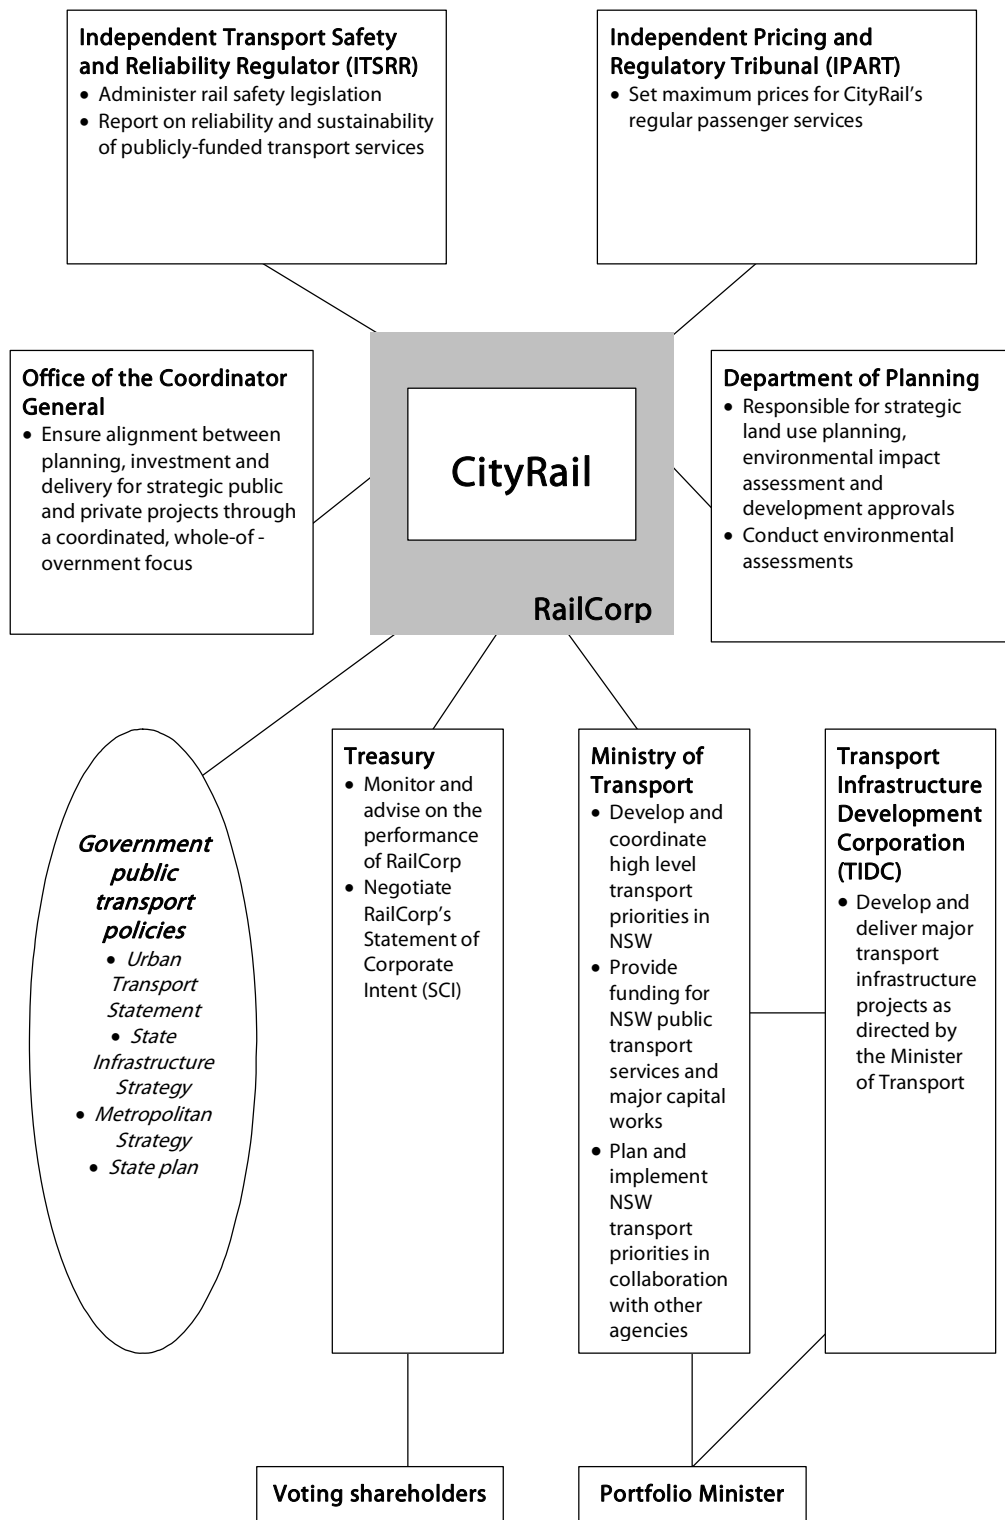 Independent Transport Safety
and Reliability Regulator (ITSRR)
• Administer rail safety legislation
• Report on reliability and sustainability
of publicly-funded transport services
Independent Pricing and
Regulatory Tribunal (IPART)
• Set maximum prices for CityRail's
regular passenger services
Office of the Coordinator
General
• Ensure alignment between
planning, investment and
delivery for strategic public
and private projects through
a coordinated, whole-of -
overnment focus
CityRail
RailCorp
Department of Planning
• Responsible for strategic
land use planning,
environmental impact
assessment and
development approvals
• Conduct environmental
assessments
Government
public
transport
policies
• Urban
Transport
Statement
• State
Infrastructure
Strategy
• Metropolitan
Strategy
• State plan
Treasury
• Monitor and
advise on the
performance
of RailCorp
• Negotiate
RailCorp's
Statement of
Corporate
Intent (SCI)
Ministry of
Transport
• Develop and
coordinate
high level
transport
priorities in
NSW
• Provide
funding for
NSW public
transport
services and
major capital
works
• Plan and
implement
NSW
transport
priorities in
collaboration
with other
agencies
Transport
Infrastructure
Development
Corporation
(TIDC)
• Develop and
deliver major
transport
infrastructure
projects as
directed by
the Minister
of Transport
Voting shareholders
Portfolio Minister